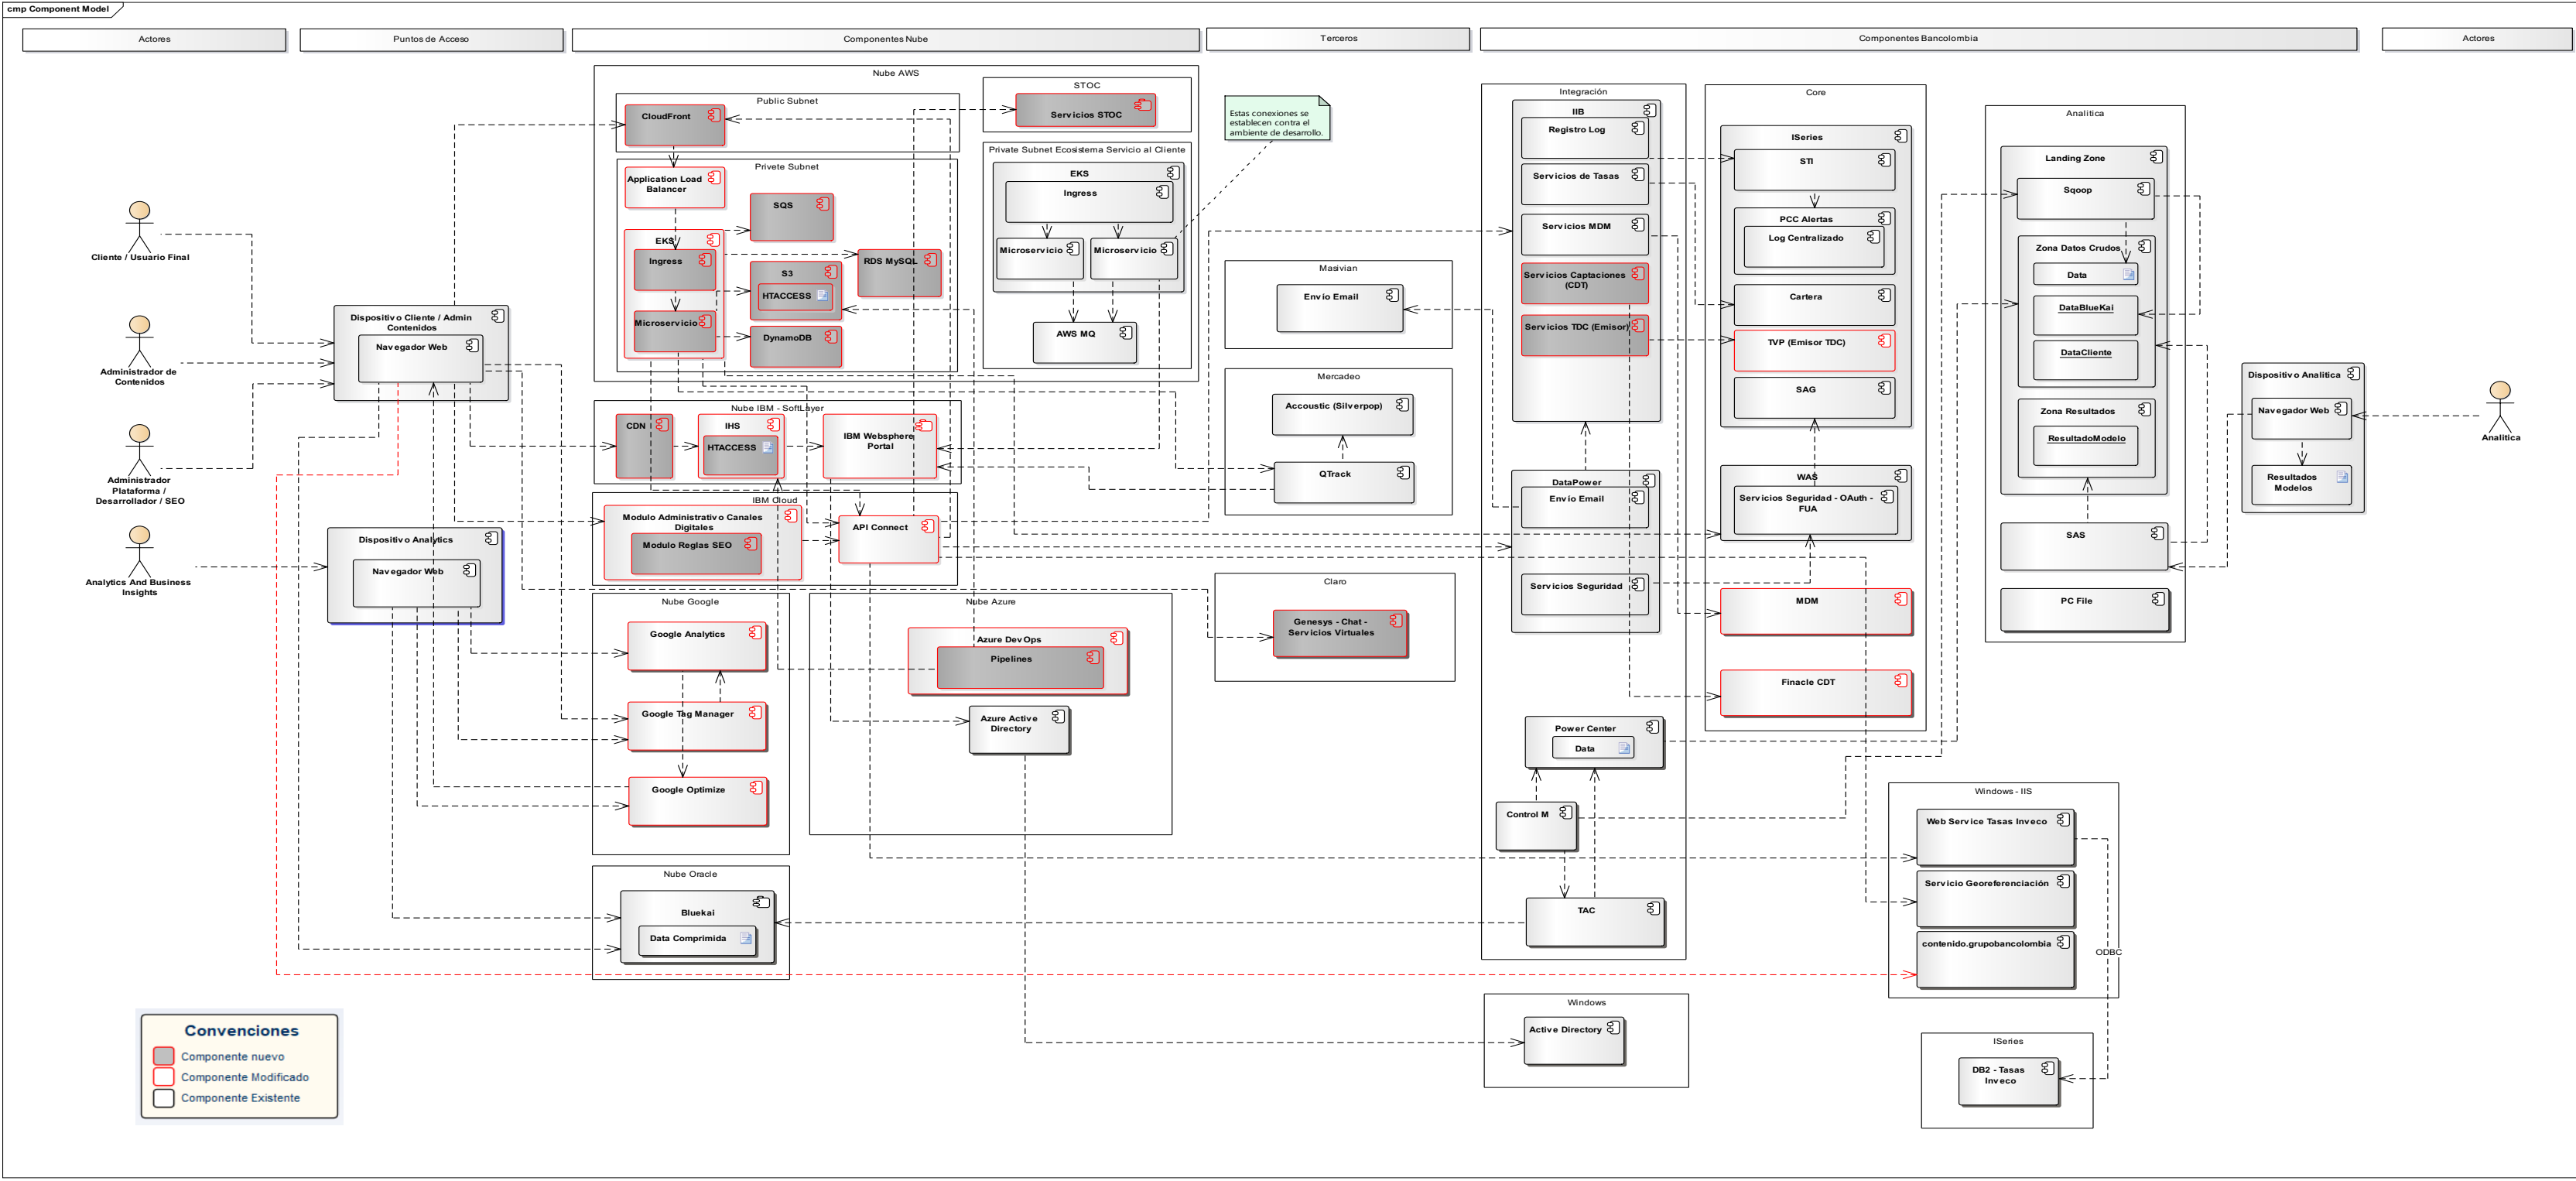 cmp Component Model
Actores
Puntos de Acceso
Componentes Nube
Terceros
Componentes Bancolombia
Actores
Cliente / Usuario Final
Administrador de
Contenidos
Administrador
Plataforma /
Desarrollador / SEO
Analytics And Business
Insights
Dispositivo Cliente / Admin
Contenidos
Navegador Web
Dispositivo Analytics
Navegador Web
Nube AWS
Public Subnet
CloudFront
Privete Subnet
Application Load
Balancer
SQS
EKS
Ingress
RDS MySQL
S3
HTACCESS
Microservicio
DynamoDB
STOC
Servicios STOC
Private Subnet Ecosistema Servicio al Cliente
EKS
Ingress
Microservicio
Microservicio
AWS MQ
Estas conexiones se
establecen contra el
ambiente de desarrollo.
Nube IBM - SoftLayer
CDN
IHS
HTACCESS
IBM Websphere
Portal
IBM Cloud
Modulo Administrativo Canales
Digitales
Modulo Reglas SEO
API Connect
Nube Google
Google Analytics
Google Tag Manager
Google Optimize
Nube Azure
Azure DevOps
Pipelines
Azure Active
Directory
Nube Oracle
Bluekai
Data Comprimida
Masivian
Envio Email
Mercadeo
Accoustic (Silverpop)
QTrack
Claro
Genesys - Chat -
Servicios Virtuales
Integración
IIB
Registro Log
Servicios de Tasas
Servicios MDM
Servicios Captaciones
(CDT)
Servicios TDC (Emisor)
DataPower
Envio Email
Servicios Seguridad
Power Center
Data
Control M
TAC
Core
ISeries
STI
PCC Alertas
Log Centralizado
Cartera
TVP (Emisor TDC)
SAG
WAS
Servicios Seguridad - OAuth -
FUA
MDM
Finacle CDT
Analitica
Landing Zone
Sqoop
Zona Datos Crudos
Data
DataBlueKai
DataCliente
Zona Resultados
ResultadoModelo
SAS
PC File
Dispositivo Analitica
Navegador Web
Resultados
Modelos
Analitica
Windows - IIS
Web Service Tasas Inveco
Servicio Georeferenciación
contenido.grupobancolombia
ODBC
Windows
Active Directory
ISeries
DB2 - Tasas
Inveco
Convenciones
Componente nuevo
Componente Modificado
Componente Existente